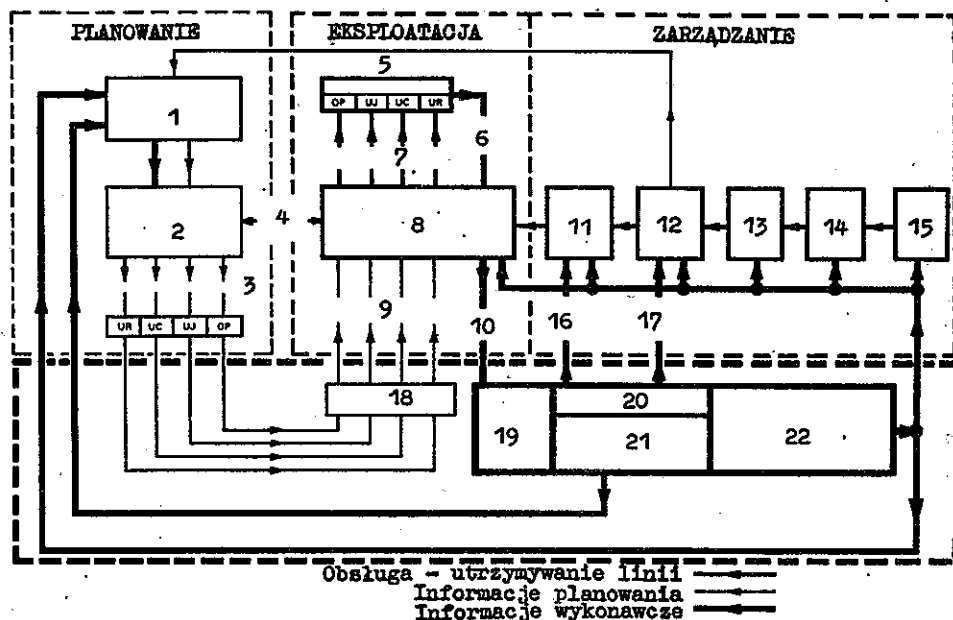 PLANOWANIE
EKSPLOATACJA
ZARZĄDZANIE
5
OP UJ UC UR
1
6
7
2
4
8
11
12
13
14
15
3
9
10
16
17
UR UC UJ OP
18
19
20
21
22
Obsługa - utrzymywanie linii
Informacje planowania
Informacje wykonawcze